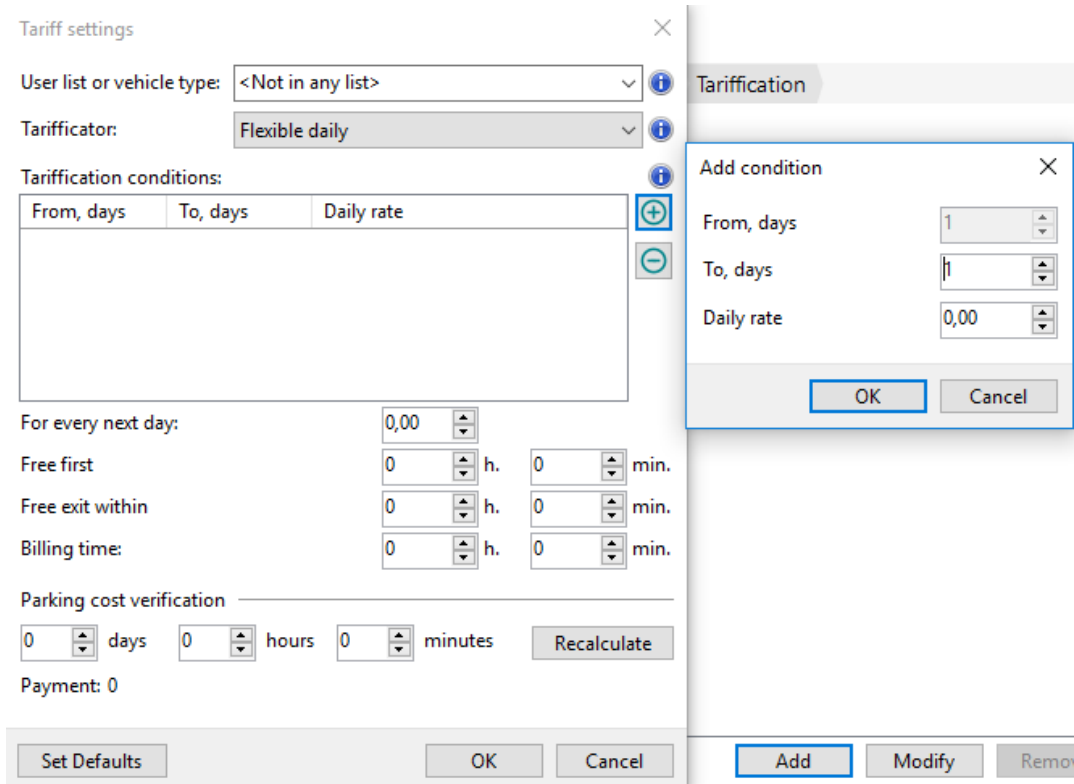 Tariff settings
User list or vehicle type: <Not in any list>
Tarifficator: Flexible daily
Tariffication conditions:
From, days To, days Daily rate
For every next day: 0,00
Free first 0 h. 0 min.
Free exit within 0 h. 0 min.
Billing time: 0 h. 0 min.
Parking cost verification
0 days 0 hours 0 minutes Recalculate
Payment: 0
Set Defaults OK Cancel
Tariffication
Add condition
From, days 1
To, days 1
Daily rate 0,00
OK Cancel
Add Modify Remov